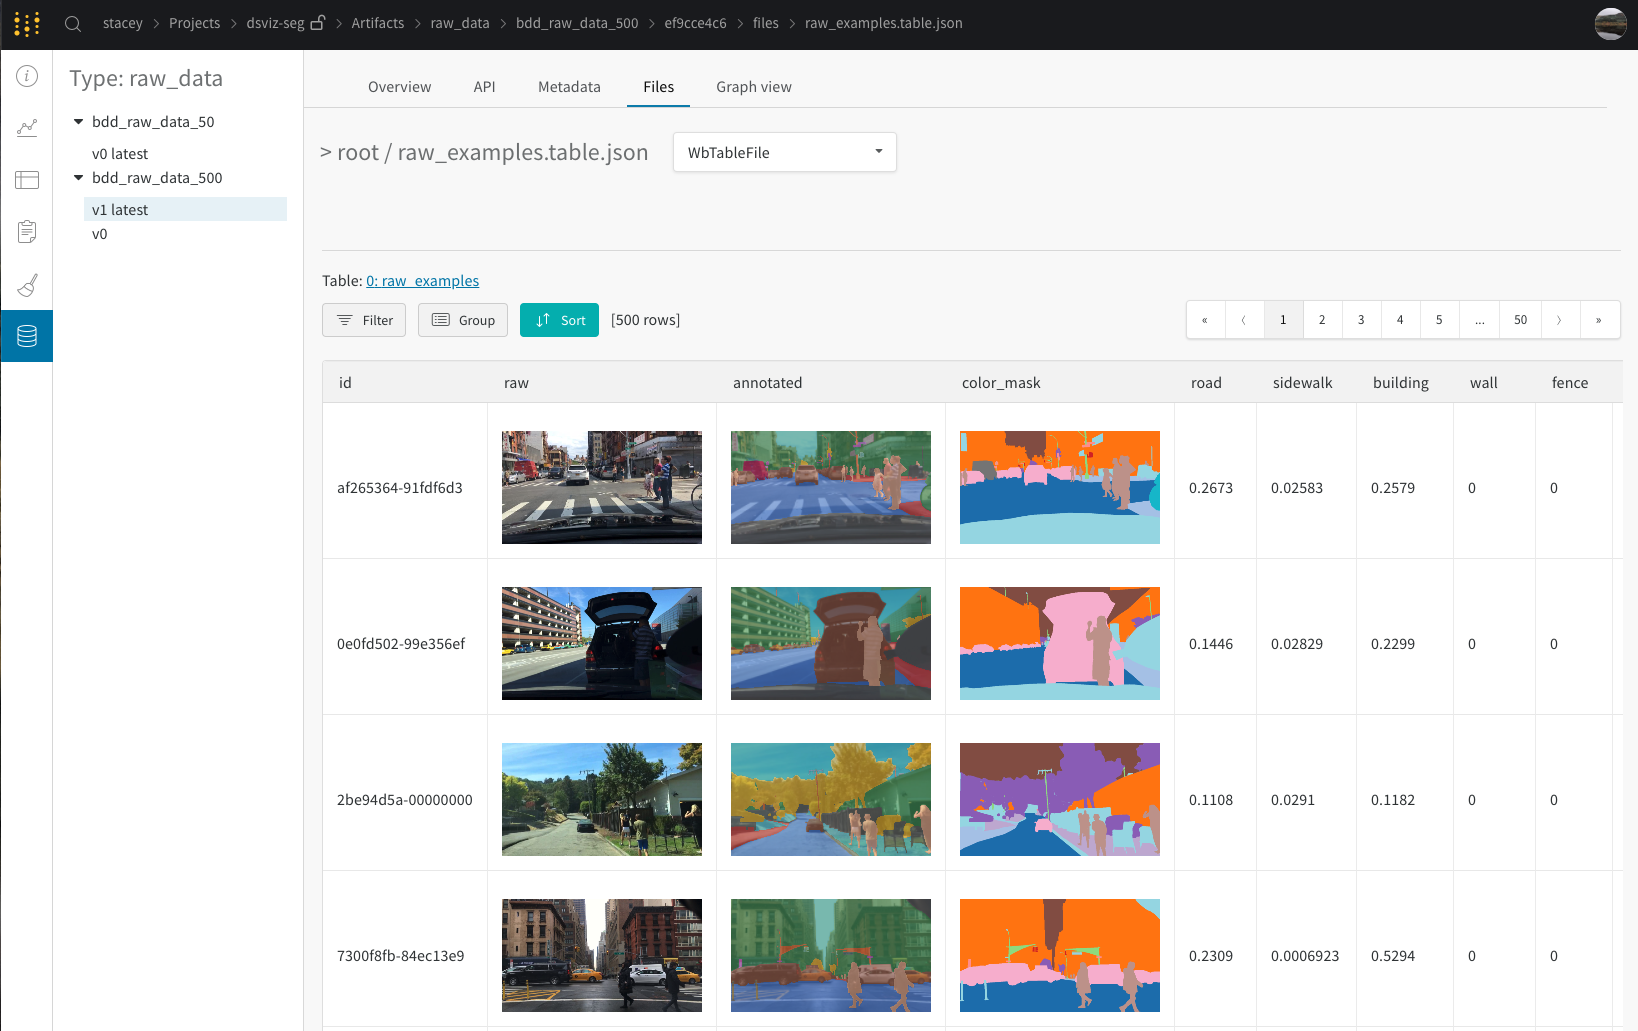 stacey > Projects > dsviz-seg > Artifacts > raw_data > bdd_raw_data_500 > ef9cce4c6 > files > raw_examples.table.json
Type: raw_data
bdd_raw_data_50
v0 latest
bdd_raw_data_500
v1 latest
v0
Overview API Metadata Files Graph view
> root / raw_examples.table.json WbTableFile
Table: 0: raw_examples
Filter Group Sort [500 rows] « ‹ 1 2 3 4 5 ... 50 › »
id raw annotated color_mask road sidewalk building wall fence
af265364-91fdf6d3 0.2673 0.02583 0.2579 0 0
0e0fd502-99e356ef 0.1446 0.02829 0.2299 0 0
2be94d5a-00000000 0.1108 0.0291 0.1182 0 0
7300f8fb-84ec13e9 0.2309 0.0006923 0.5294 0 0